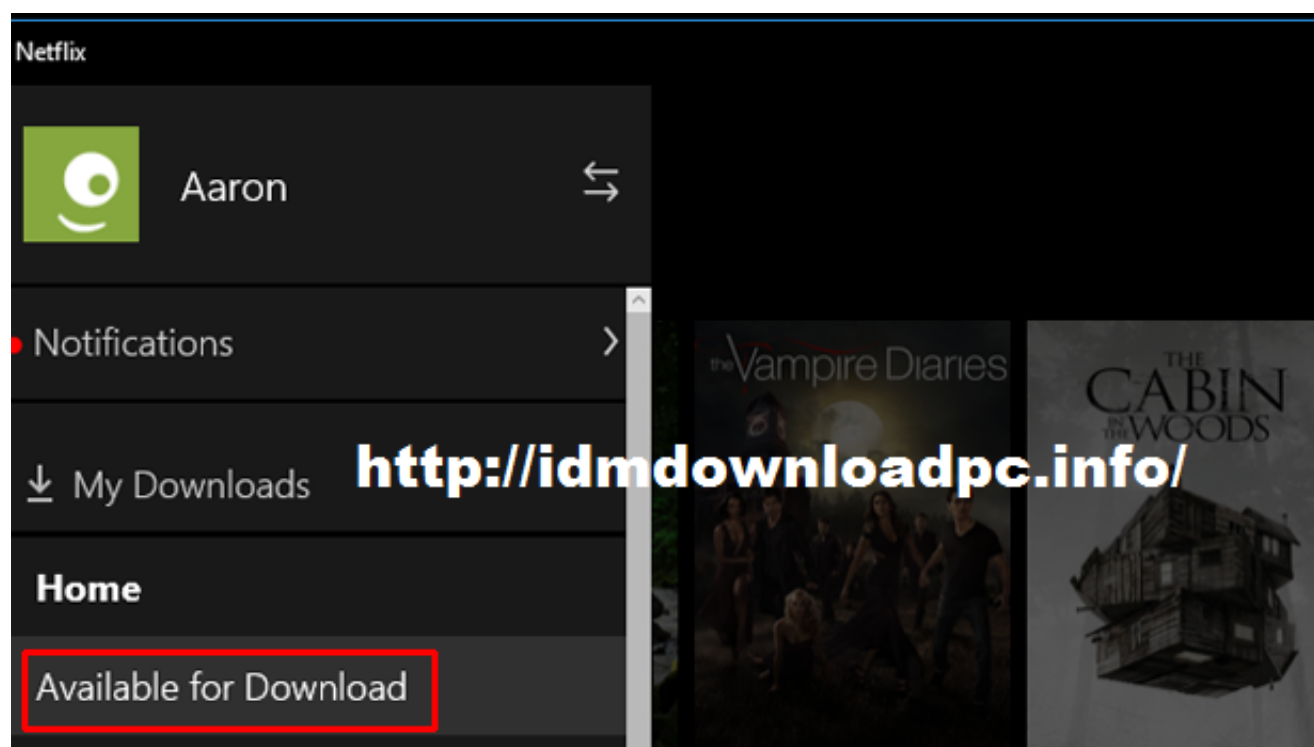 Netflix
Aaron
Notifications
My Downloads
Home
Available for Download
http://idmdownloadpc.info/
the Vampire Diaries
THE
CABIN
IN THE WOODS